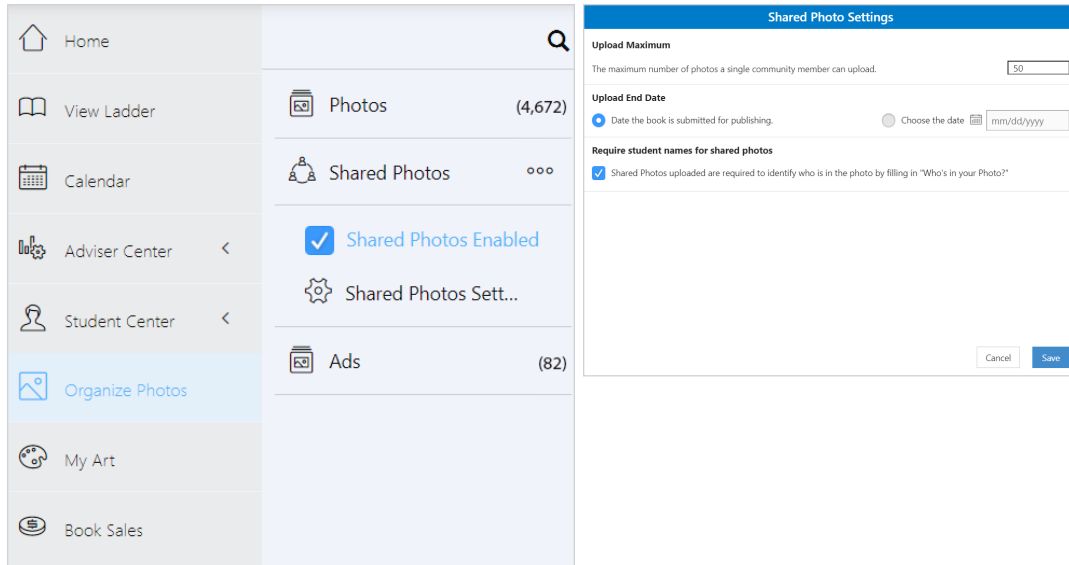 Home
View Ladder
Calendar
Adviser Center
Student Center
Organize Photos
My Art
Book Sales
Photos (4,672)
Shared Photos
Shared Photos Enabled
Shared Photos Sett...
Ads (82)
Shared Photo Settings
Upload Maximum
The maximum number of photos a single community member can upload. 50
Upload End Date
Date the book is submitted for publishing. Choose the date mm/dd/yyyy
Require student names for shared photos
Shared Photos uploaded are required to identify who is in the photo by filling in "Who's in your Photo?"
Cancel Save